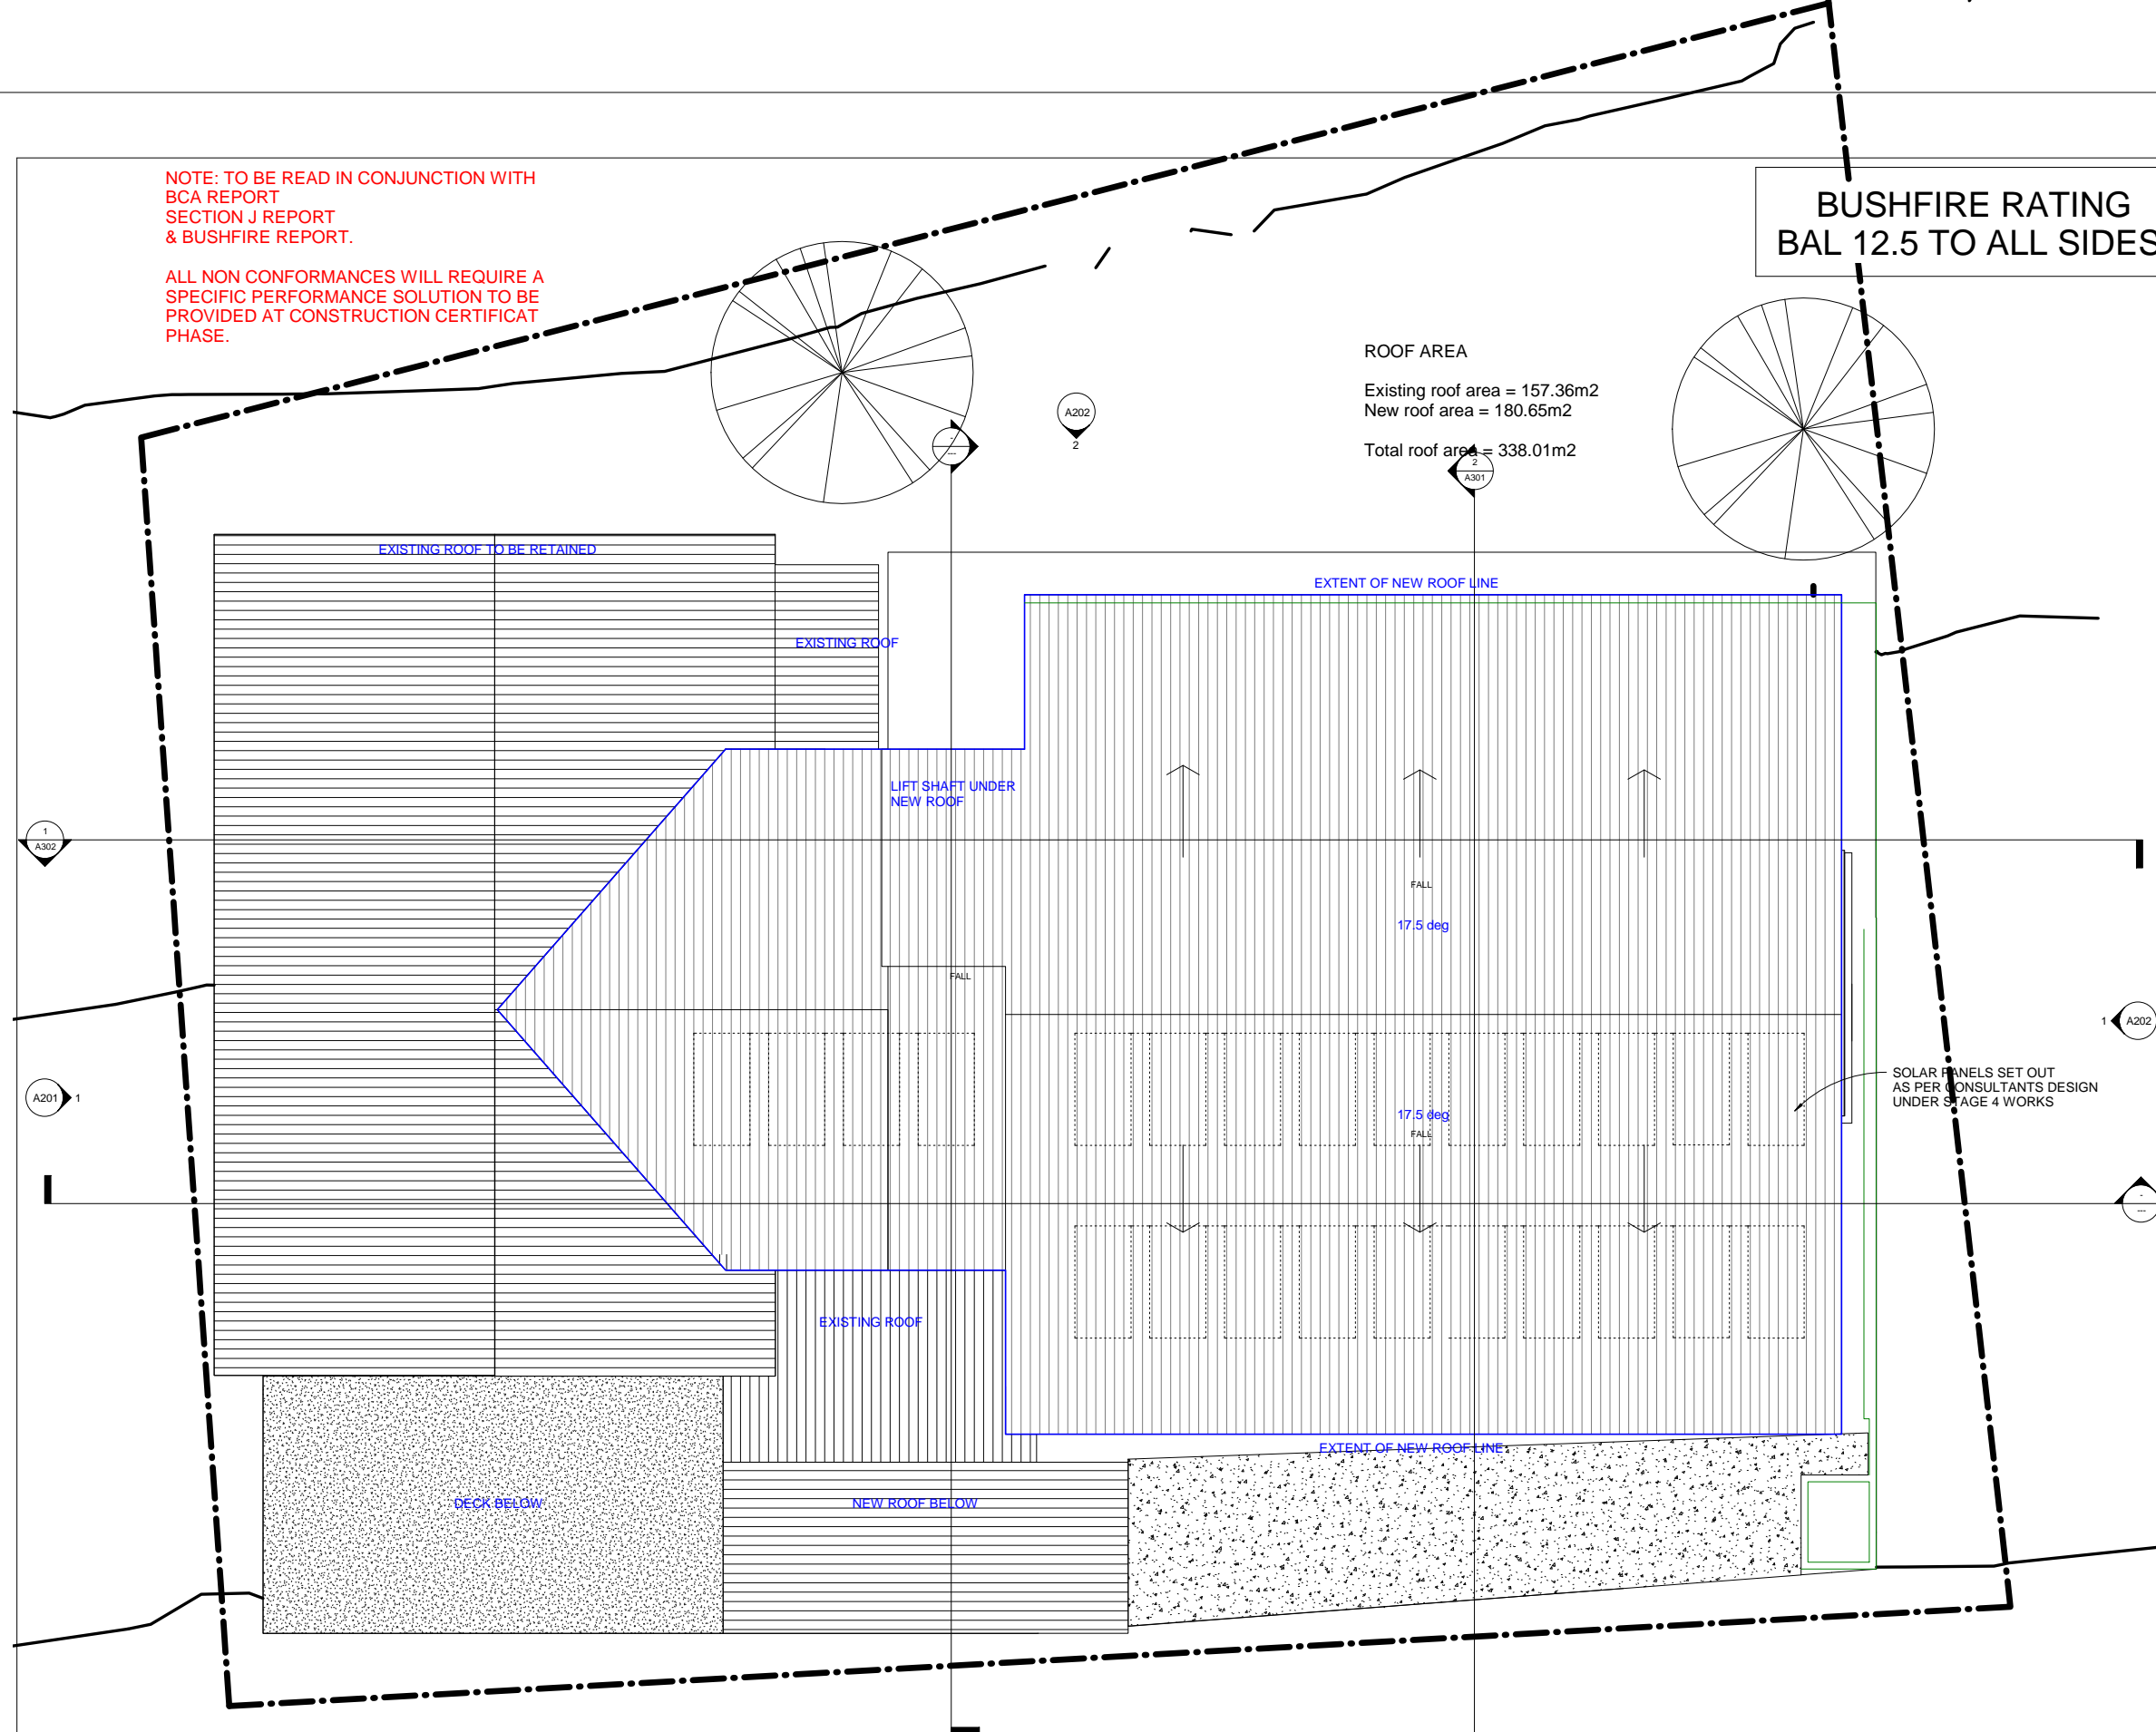 NOTE: TO BE READ IN CONJUNCTION WITH
BCA REPORT
SECTION J REPORT
& BUSHFIRE REPORT.
ALL NON CONFORMANCES WILL REQUIRE A
SPECIFIC PERFORMANCE SOLUTION TO BE
PROVIDED AT CONSTRUCTION CERTIFICAT
PHASE.
BUSHFIRE RATING
BAL 12.5 TO ALL SIDES
ROOF AREA
Existing roof area = 157.36m2
New roof area = 180.65m2
Total roof area = 338.01m2
A202
2
-
---
2
A301
EXISTING ROOF TO BE RETAINED
EXTENT OF NEW ROOF LINE
EXISTING ROOF
LIFT SHAFT UNDER
NEW ROOF
1
A302
FALL
17.5 deg
FALL
1
A202
SOLAR PANELS SET OUT
AS PER CONSULTANTS DESIGN
UNDER STAGE 4 WORKS
A201
1
17.5 deg
FALL
-
---
EXISTING ROOF
EXTENT OF NEW ROOF LINE
DECK BELOW
NEW ROOF BELOW